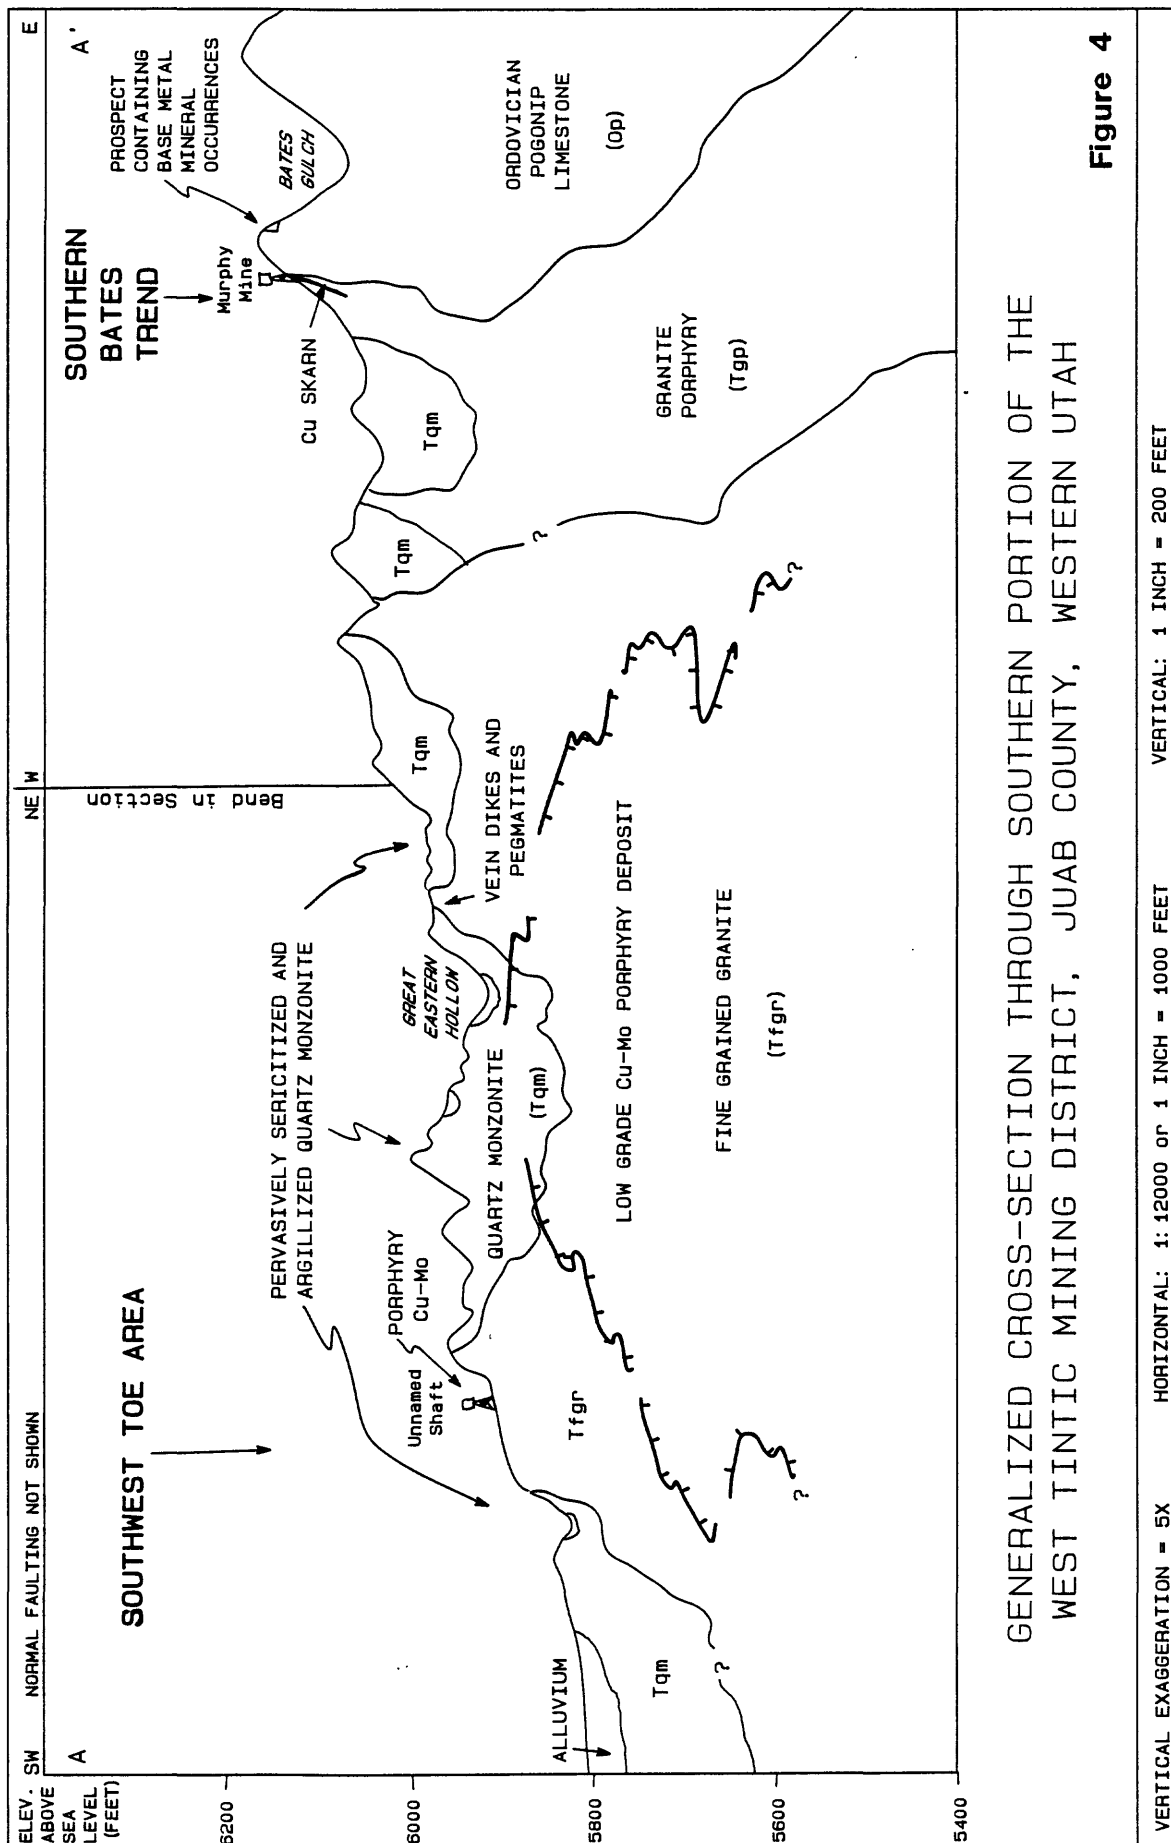 ELEV.
ABOVE
SEA
LEVEL
(FEET)
SW NORMAL FAULTING NOT SHOWN
NE W
E
A
A'
6200
6000
5800
5600
5400
SOUTHWEST TOE AREA
SOUTHERN
BATES
TREND
PROSPECT
CONTAINING
BASE METAL
MINERAL
OCCURRENCES
Bend in Section
PERVASIVELY SERICITIZED AND
ARGILLIZED QUARTZ MONZONITE
Murphy
Mine
BATES
GULCH
Cu SKARN
PORPHYRY
Cu-Mo
Unnamed
Shaft
GREAT
EASTERN
HOLLOW
VEIN DIKES AND
PEGMATITES
Tqm
Tqm
Tqm
QUARTZ MONZONITE
(Tqm)
ORDOVICIAN
POGONIP
LIMESTONE
(Op)
ALLUVIUM
Tfgr
Tqm
?
?
?
?
LOW GRADE Cu-Mo PORPHYRY DEPOSIT
GRANITE
PORPHYRY
(Tgp)
FINE GRAINED GRANITE
(Tfgr)
GENERALIZED CROSS-SECTION THROUGH SOUTHERN PORTION OF THE
WEST TINTIC MINING DISTRICT, JUAB COUNTY, WESTERN UTAH
Figure 4
VERTICAL EXAGGERATION = 5X
HORIZONTAL: 1:12000 or 1 INCH = 1000 FEET
VERTICAL: 1 INCH = 200 FEET